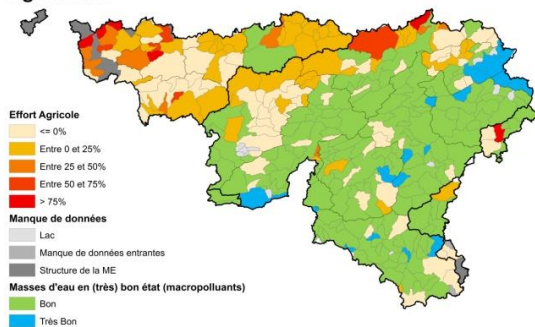 Effort Agricole
<= 0%
Entre 0 et 25%
Entre 25 et 50%
Entre 50 et 75%
> 75%
Manque de données
Lac
Manque de données entrantes
Structure de la ME
Masses d'eau en (très) bon état (macropolluants)
Bon
Très Bon